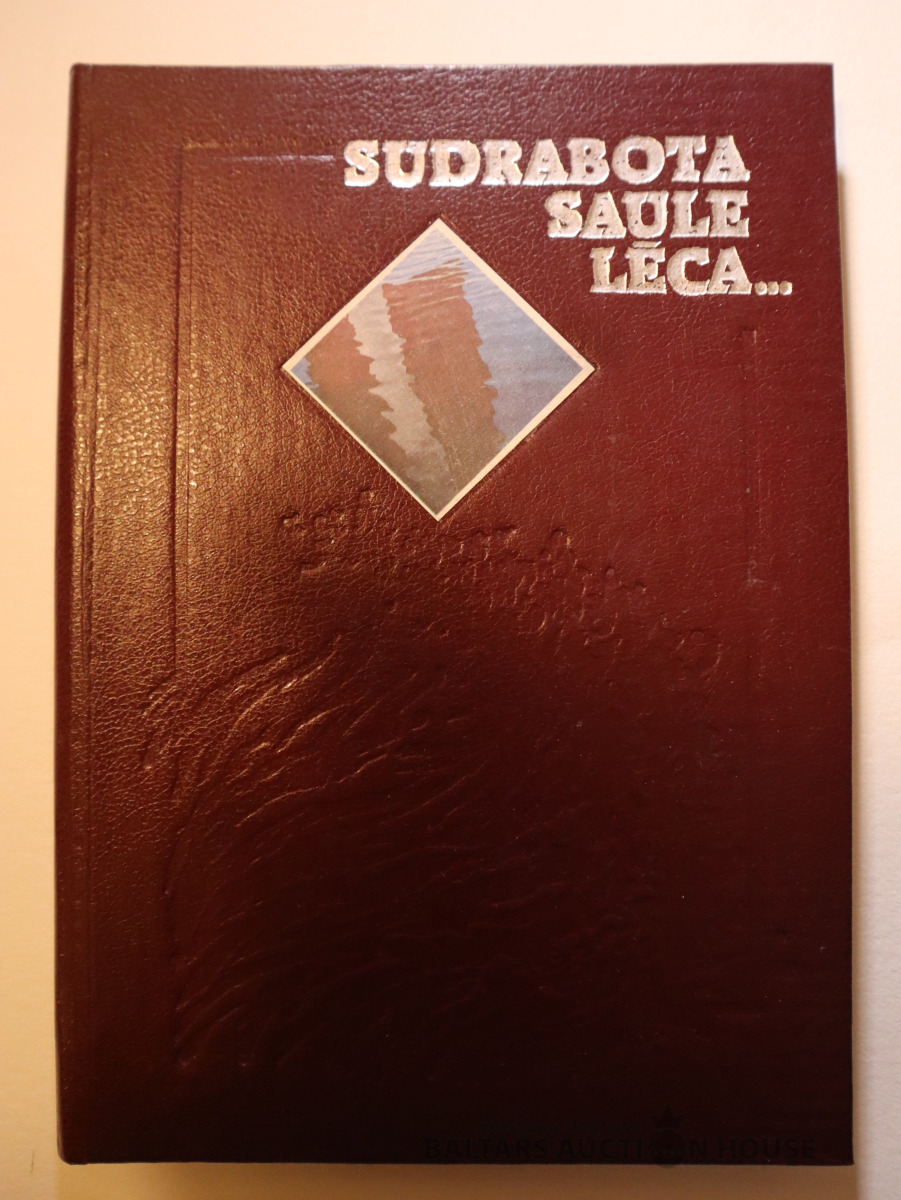 SUDRABOTA
SAULE
LĒCA...
BALTARS AUCTION HOUSE